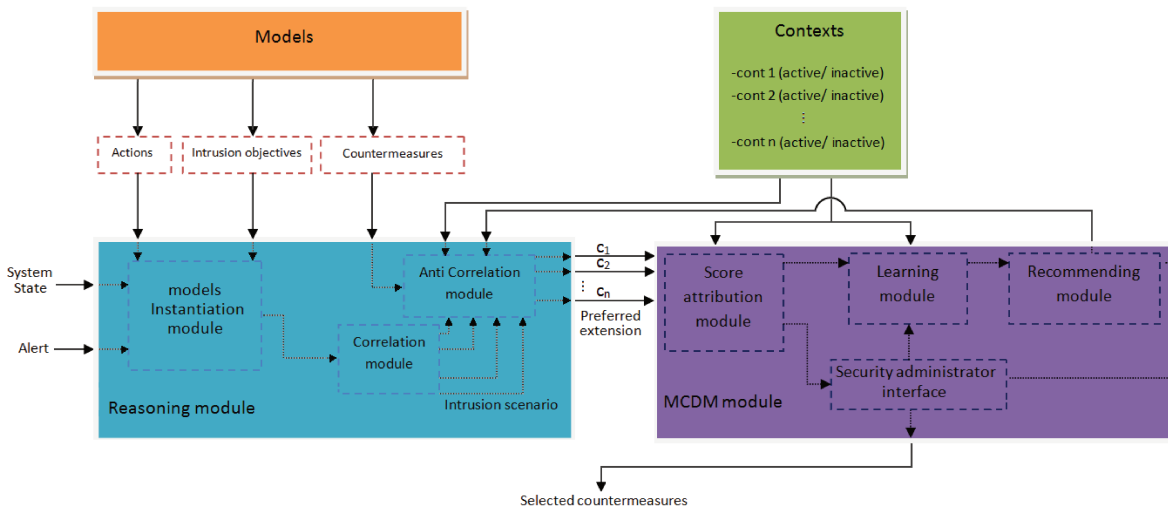 Models
Contexts
-cont 1 (active/ inactive)
-cont 2 (active/ inactive)
⋮
-cont n (active/ inactive)
Actions
Intrusion objectives
Countermeasures
System
State
Alert
models
Instantiation
module
Anti Correlation
module
Correlation
module
Intrusion scenario
Reasoning module
c₁
c₂
⋮
cₙ
Preferred
extension
Score
attribution
module
Learning
module
Recommending
module
Security administrator
interface
MCDM module
Selected countermeasures